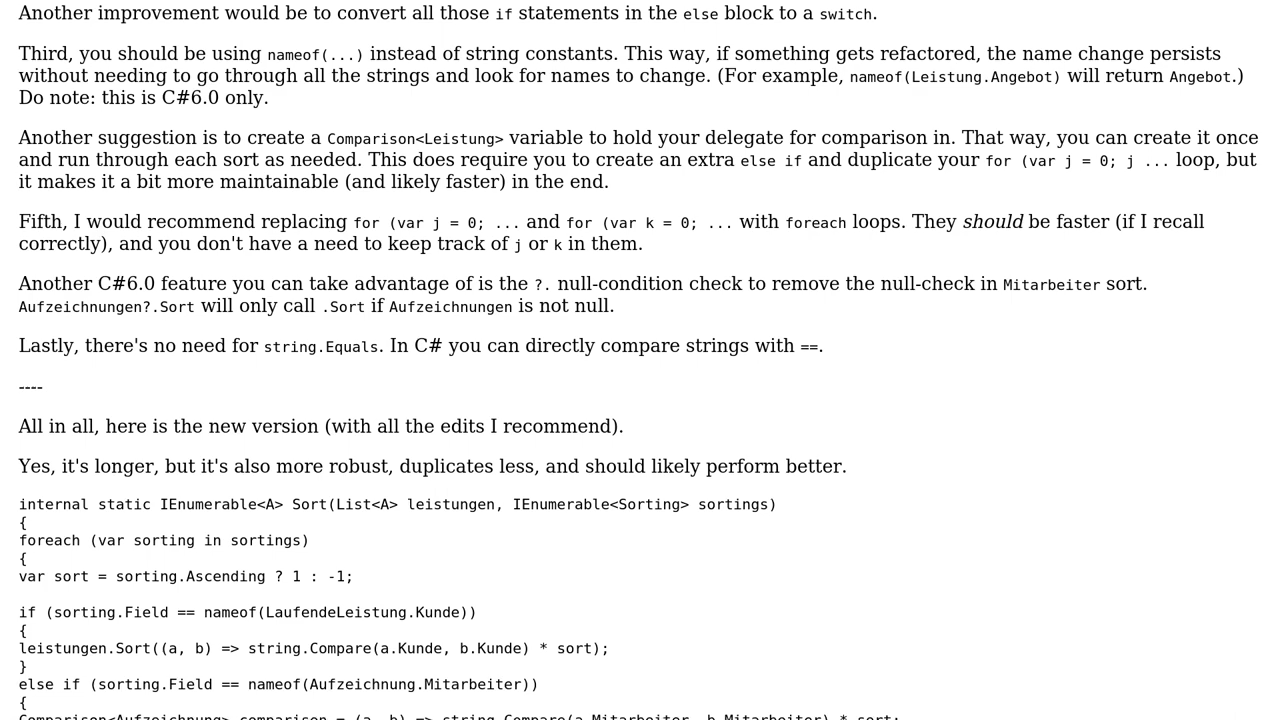 Another improvement would be to convert all those if statements in the else block to a switch.
Third, you should be using nameof(...) instead of string constants. This way, if something gets refactored, the name change persists
without needing to go through all the strings and look for names to change. (For example, nameof(Leistung.Angebot) will return Angebot.)
Do note: this is C#6.0 only.
Another suggestion is to create a Comparison<Leistung> variable to hold your delegate for comparison in. That way, you can create it once
and run through each sort as needed. This does require you to create an extra else if and duplicate your for (var j = 0; j ... loop, but
it makes it a bit more maintainable (and likely faster) in the end.
Fifth, I would recommend replacing for (var j = 0; ... and for (var k = 0; ... with foreach loops. They should be faster (if I recall
correctly), and you don't have a need to keep track of j or k in them.
Another C#6.0 feature you can take advantage of is the ?. null-condition check to remove the null-check in Mitarbeiter sort.
Aufzeichnungen?.Sort will only call .Sort if Aufzeichnungen is not null.
Lastly, there's no need for string.Equals. In C# you can directly compare strings with ==.
----
All in all, here is the new version (with all the edits I recommend).
Yes, it's longer, but it's also more robust, duplicates less, and should likely perform better.
internal static IEnumerable<A> Sort(List<A> leistungen, IEnumerable<Sorting> sortings)
{
foreach (var sorting in sortings)
{
var sort = sorting.Ascending ? 1 : -1;
if (sorting.Field == nameof(LaufendeLeistung.Kunde))
{
leistungen.Sort((a, b) => string.Compare(a.Kunde, b.Kunde) * sort);
}
else if (sorting.Field == nameof(Aufzeichnung.Mitarbeiter))
{
Comparison<Aufzeichnung> comparison = (a, b) => string.Compare(a.Mitarbeiter, b.Mitarbeiter) * sort;